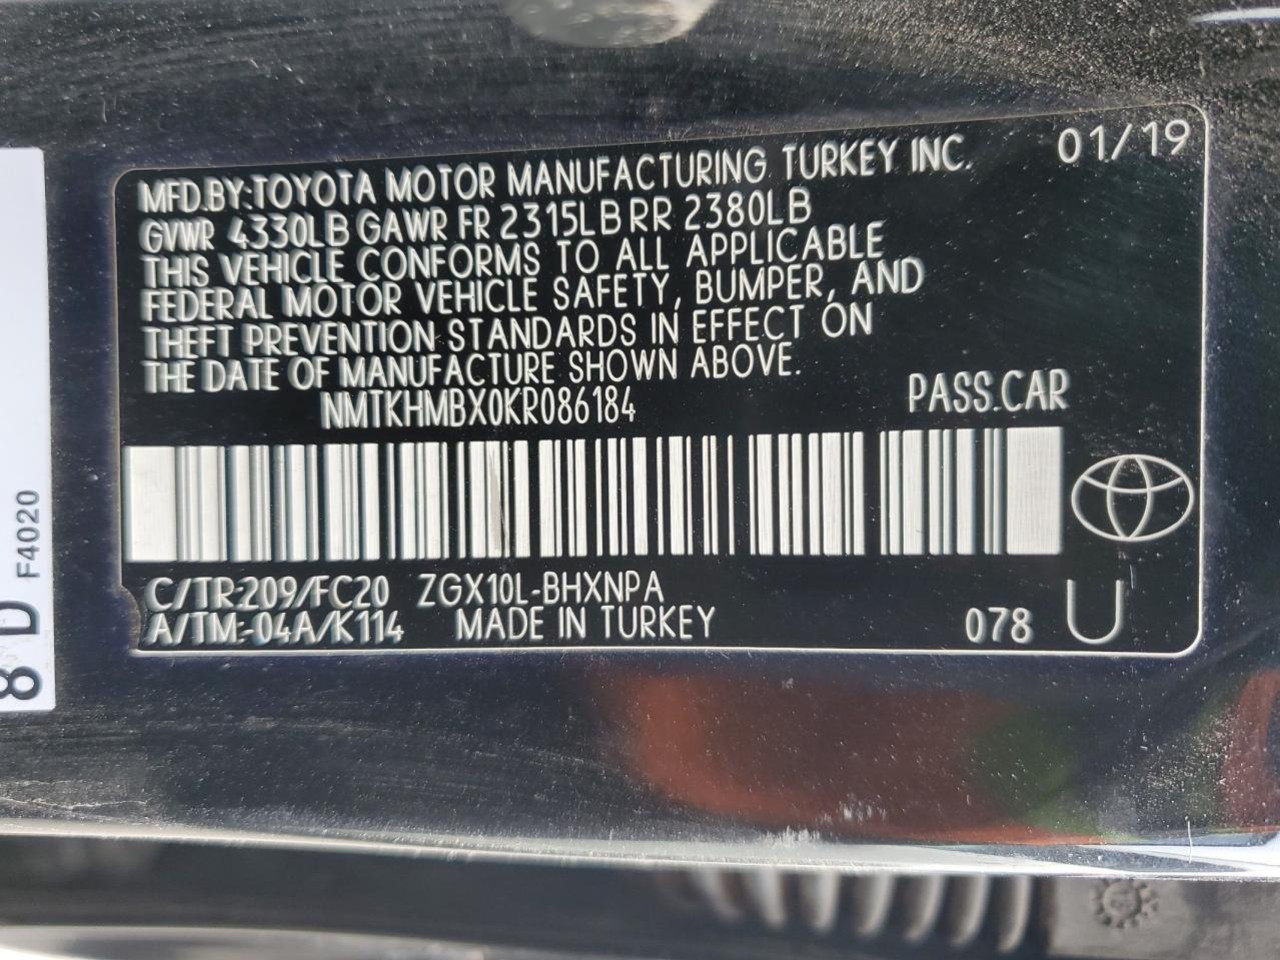 MFD.BY:TOYOTA MOTOR MANUFACTURING TURKEY INC. 01/19
GVWR 4330LB GAWR FR 2315LB RR 2380LB
THIS VEHICLE CONFORMS TO ALL APPLICABLE
FEDERAL MOTOR VEHICLE SAFETY, BUMPER, AND
THEFT PREVENTION STANDARDS IN EFFECT ON
THE DATE OF MANUFACTURE SHOWN ABOVE.
NMTKHMBX0KR086184 PASS.CAR
C/TR:209/FC20 ZGX10L-BHXNPA
A/TM:-04A/K114 MADE IN TURKEY 078 U
F4020
8 D